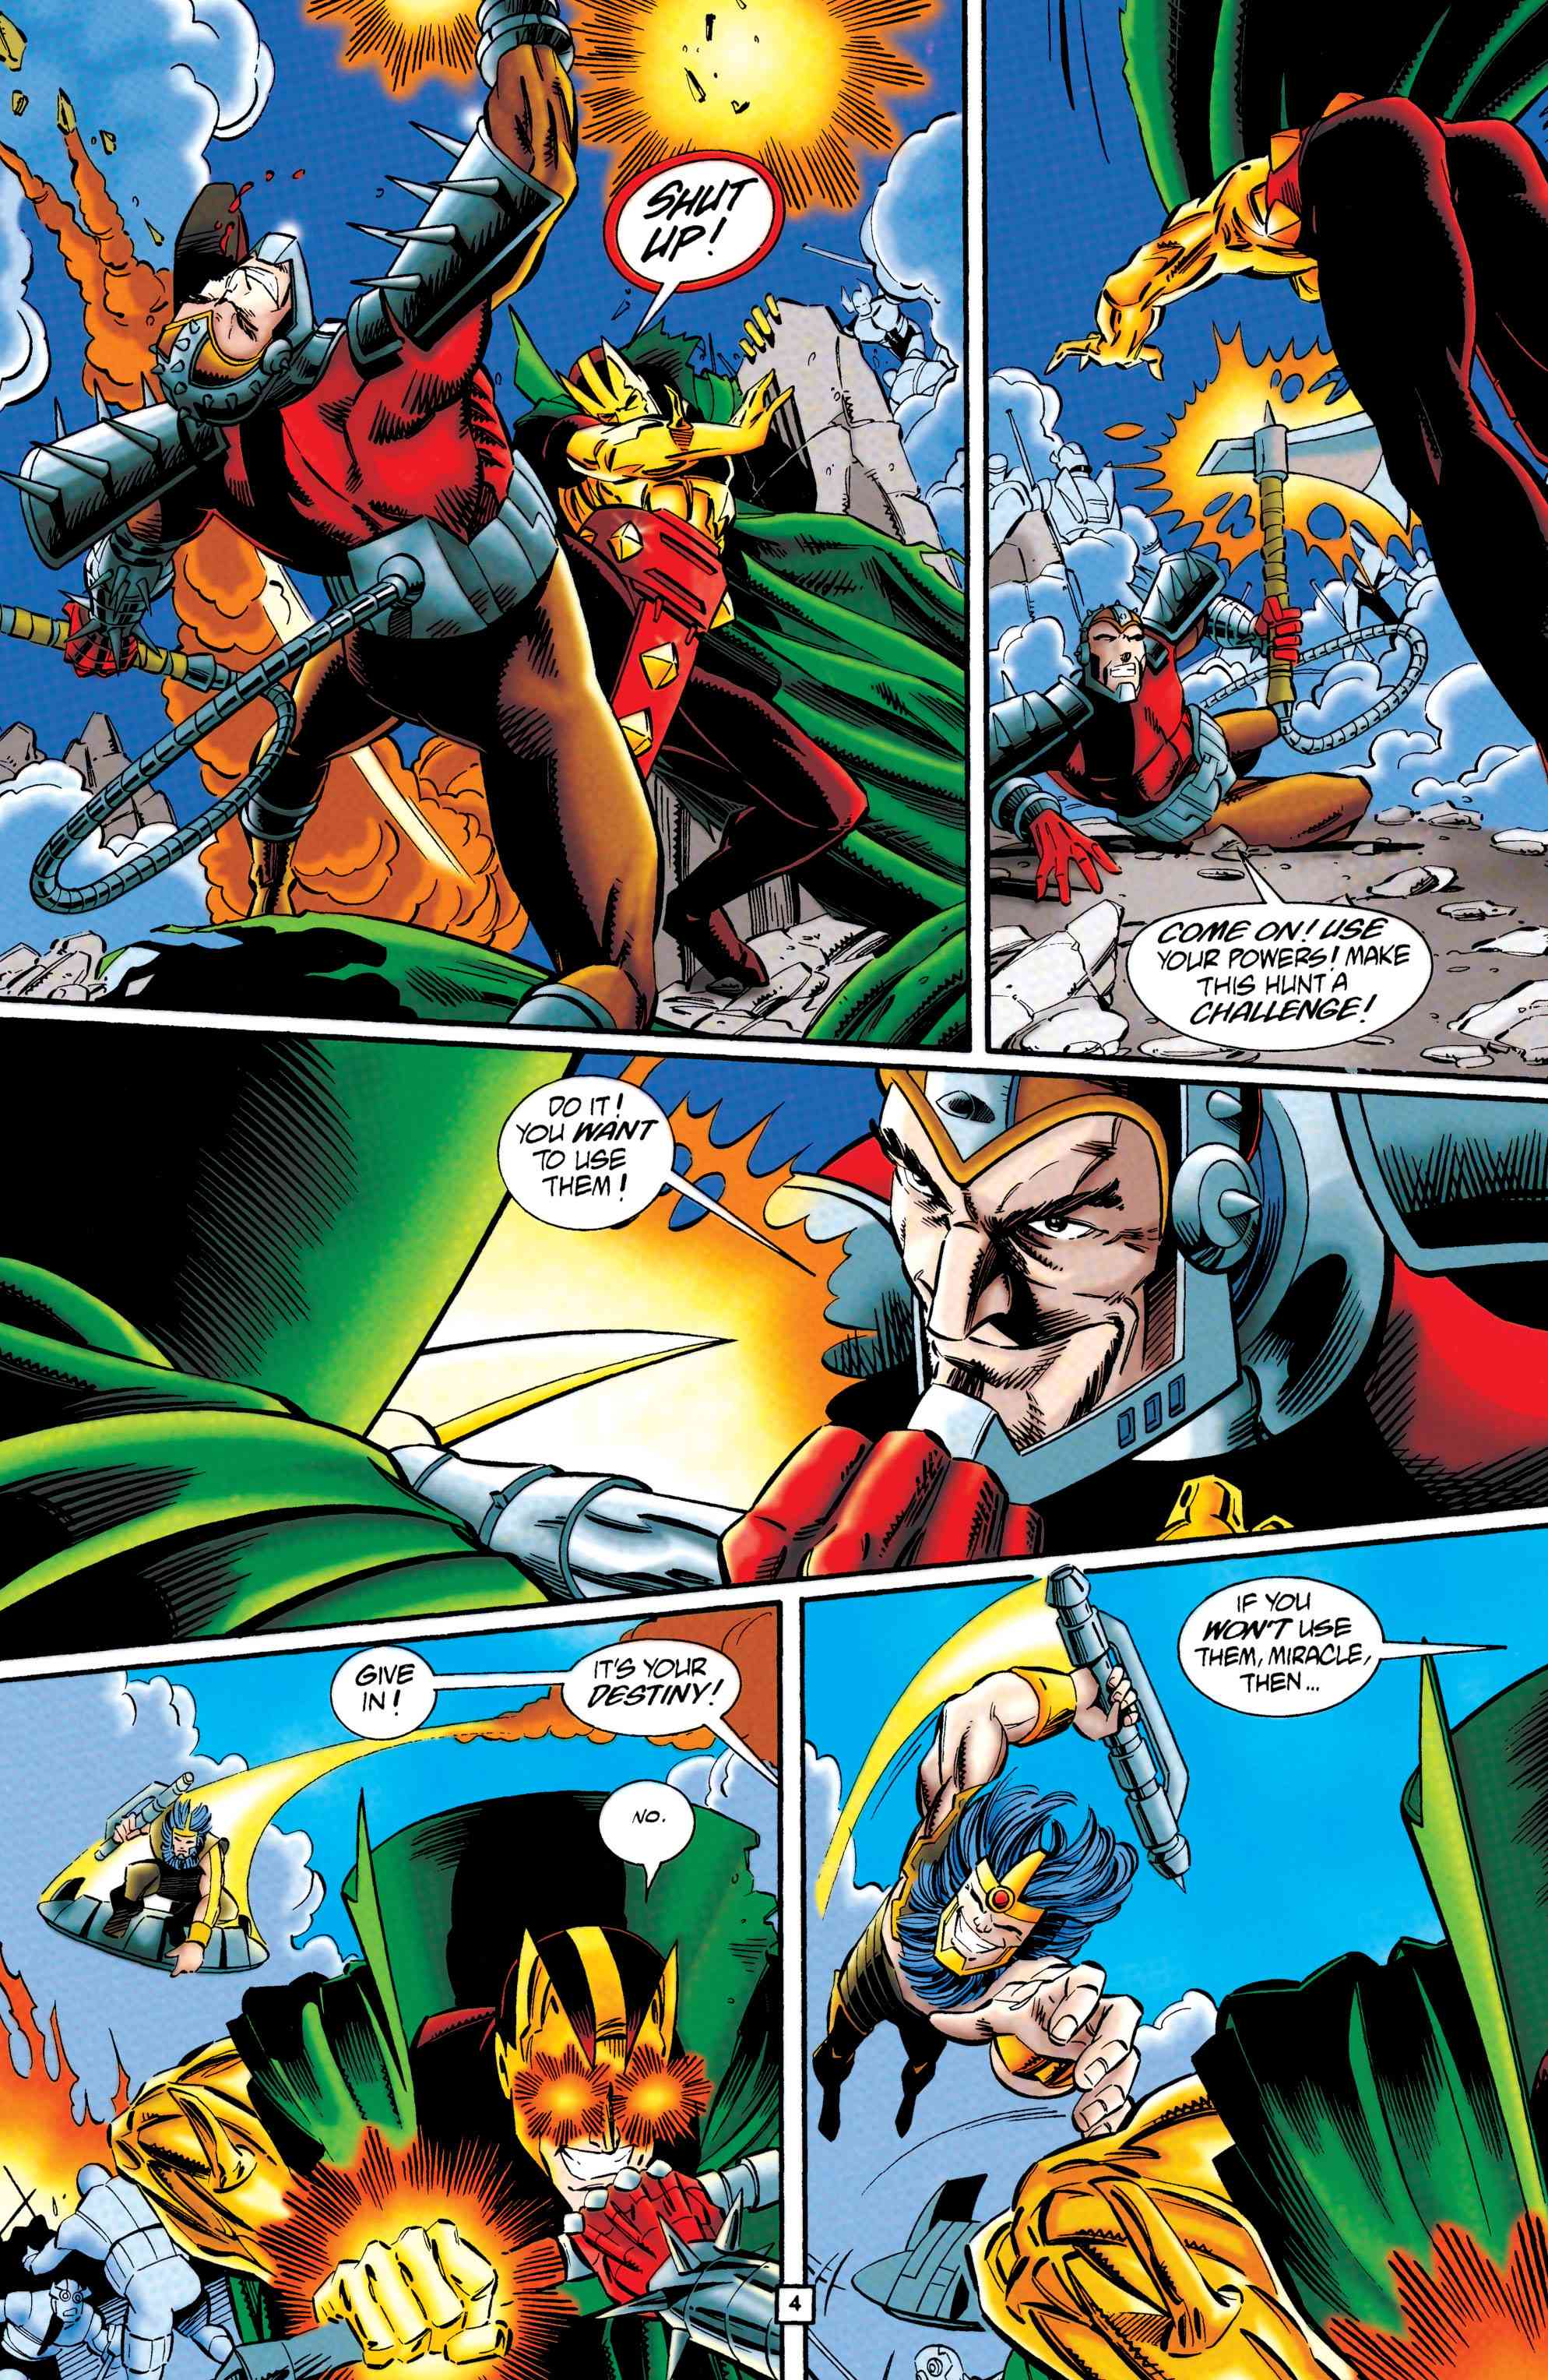 SHUT
UP!
COME ON! USE
YOUR POWERS! MAKE
THIS HUNT A
CHALLENGE!
DO IT!
YOU WANT
TO USE
THEM!
GIVE
IN!
IT'S YOUR
DESTINY!
NO.
IF YOU
WON'T USE
THEM, MIRACLE,
THEN...
4